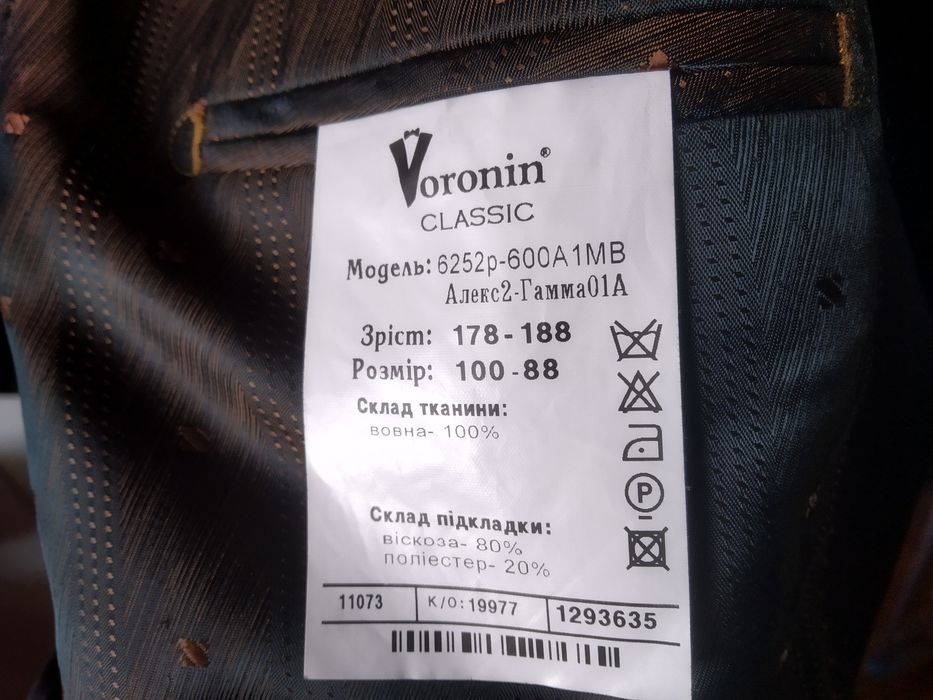 Voronin®
CLASSIC
Модель: 6252р-600А1МВ
Алекс2-Гамма01А
Зріст: 178-188
Розмір: 100-88
Склад тканини:
вовна- 100%
P
Склад підкладки:
віскоза- 80%
поліестер- 20%
11073 К/О: 19977 1293635